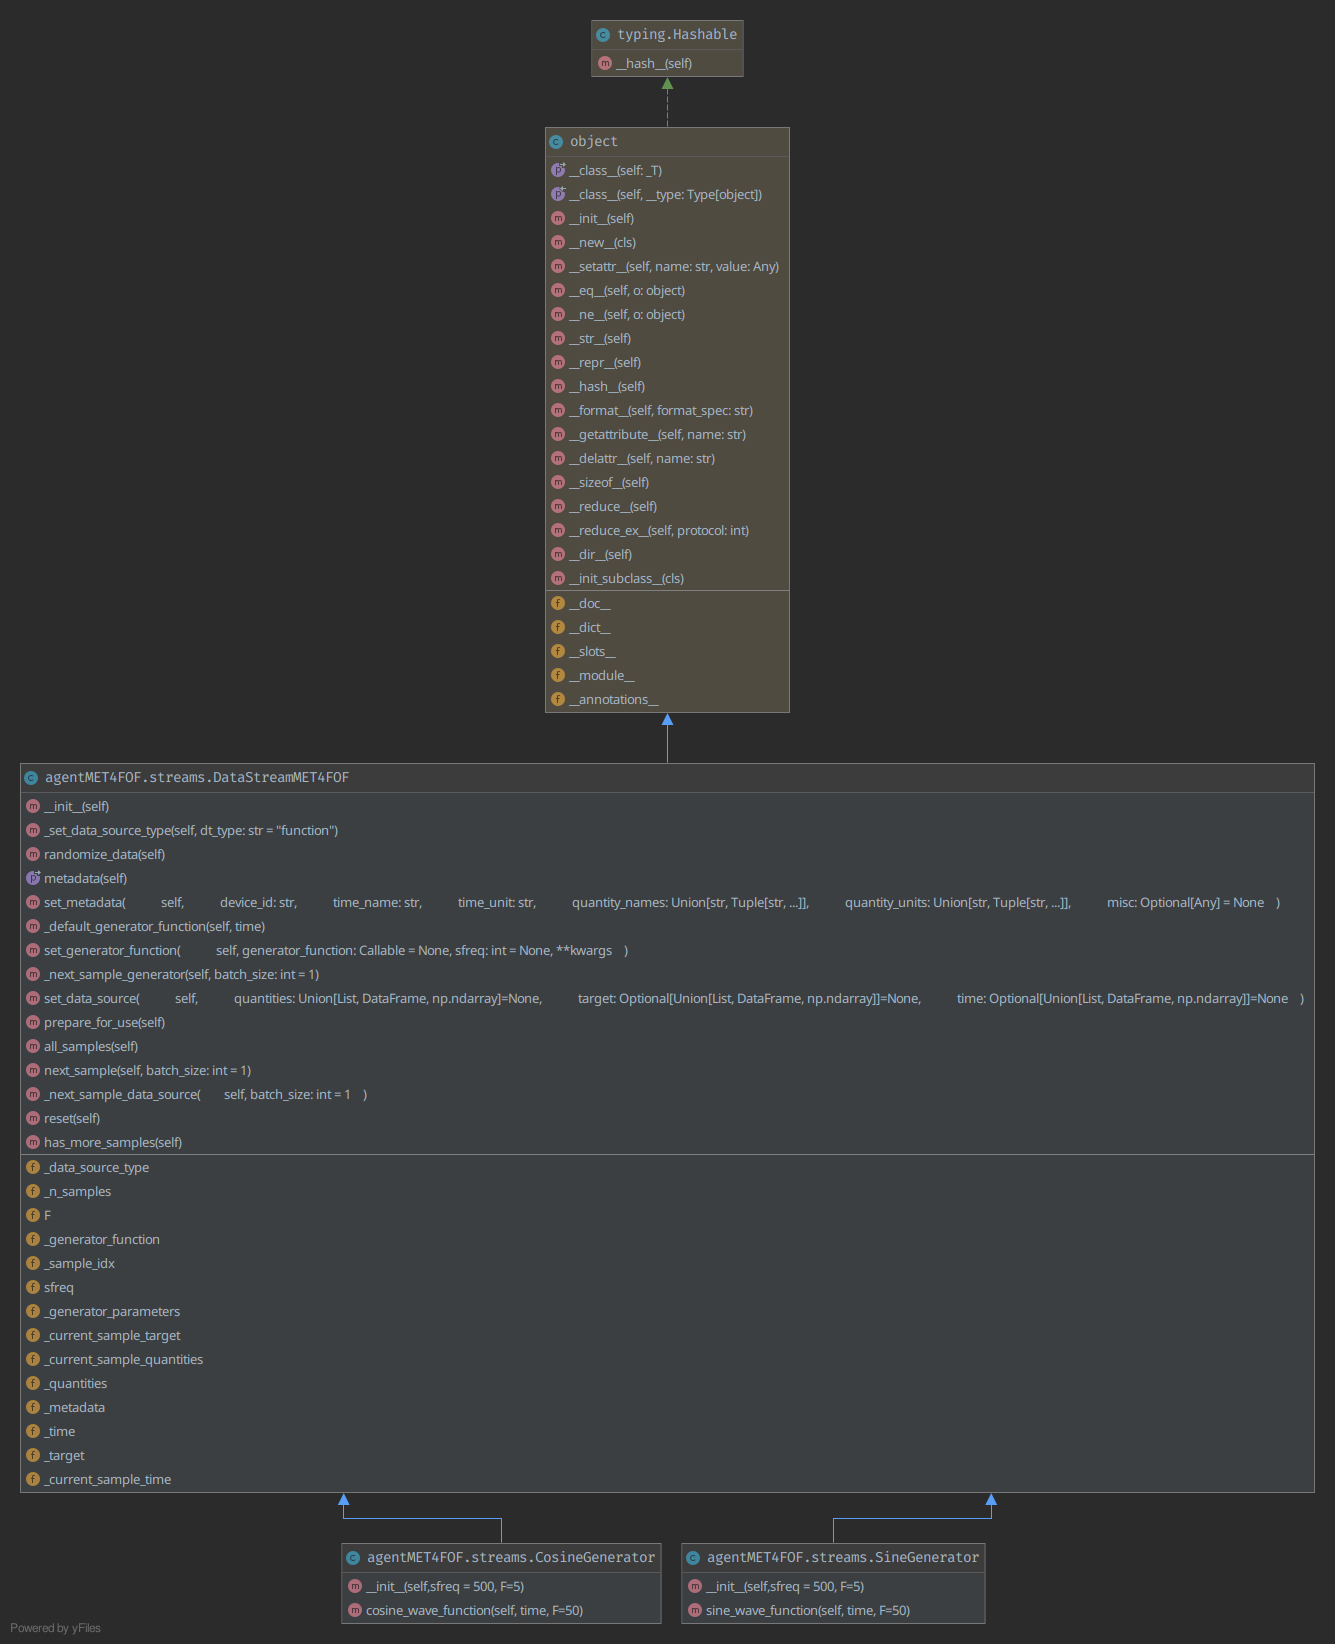 typing.Hashable
__hash__(self)
object
__class__(self: _T)
__class__(self, __type: Type[object])
__init__(self)
__new__(cls)
__setattr__(self, name: str, value: Any)
__eq__(self, o: object)
__ne__(self, o: object)
__str__(self)
__repr__(self)
__hash__(self)
__format__(self, format_spec: str)
__getattribute__(self, name: str)
__delattr__(self, name: str)
__sizeof__(self)
__reduce__(self)
__reduce_ex__(self, protocol: int)
__dir__(self)
__init_subclass__(cls)
__doc__
__dict__
__slots__
__module__
__annotations__
agentMET4FOF.streams.DataStreamMET4FOF
__init__(self)
_set_data_source_type(self, dt_type: str = "function")
randomize_data(self)
metadata(self)
set_metadata( self, device_id: str, time_name: str, time_unit: str, quantity_names: Union[str, Tuple[str, ...]], quantity_units: Union[str, Tuple[str, ...]], misc: Optional[Any] = None )
_default_generator_function(self, time)
set_generator_function( self, generator_function: Callable = None, sfreq: int = None, **kwargs )
_next_sample_generator(self, batch_size: int = 1)
set_data_source( self, quantities: Union[List, DataFrame, np.ndarray]=None, target: Optional[Union[List, DataFrame, np.ndarray]]=None, time: Optional[Union[List, DataFrame, np.ndarray]]=None )
prepare_for_use(self)
all_samples(self)
next_sample(self, batch_size: int = 1)
_next_sample_data_source( self, batch_size: int = 1 )
reset(self)
has_more_samples(self)
_data_source_type
_n_samples
F
_generator_function
_sample_idx
sfreq
_generator_parameters
_current_sample_target
_current_sample_quantities
_quantities
_metadata
_time
_target
_current_sample_time
agentMET4FOF.streams.CosineGenerator
__init__(self,sfreq = 500, F=5)
cosine_wave_function(self, time, F=50)
agentMET4FOF.streams.SineGenerator
__init__(self,sfreq = 500, F=5)
sine_wave_function(self, time, F=50)
Powered by yFiles